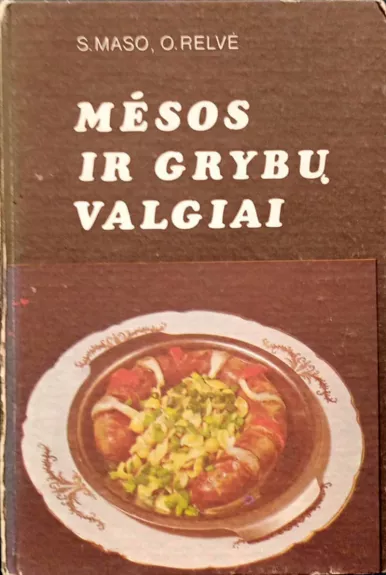 S. MASO, O. RELVĖ
MĖSOS
IR GRYBŲ
VALGIAI